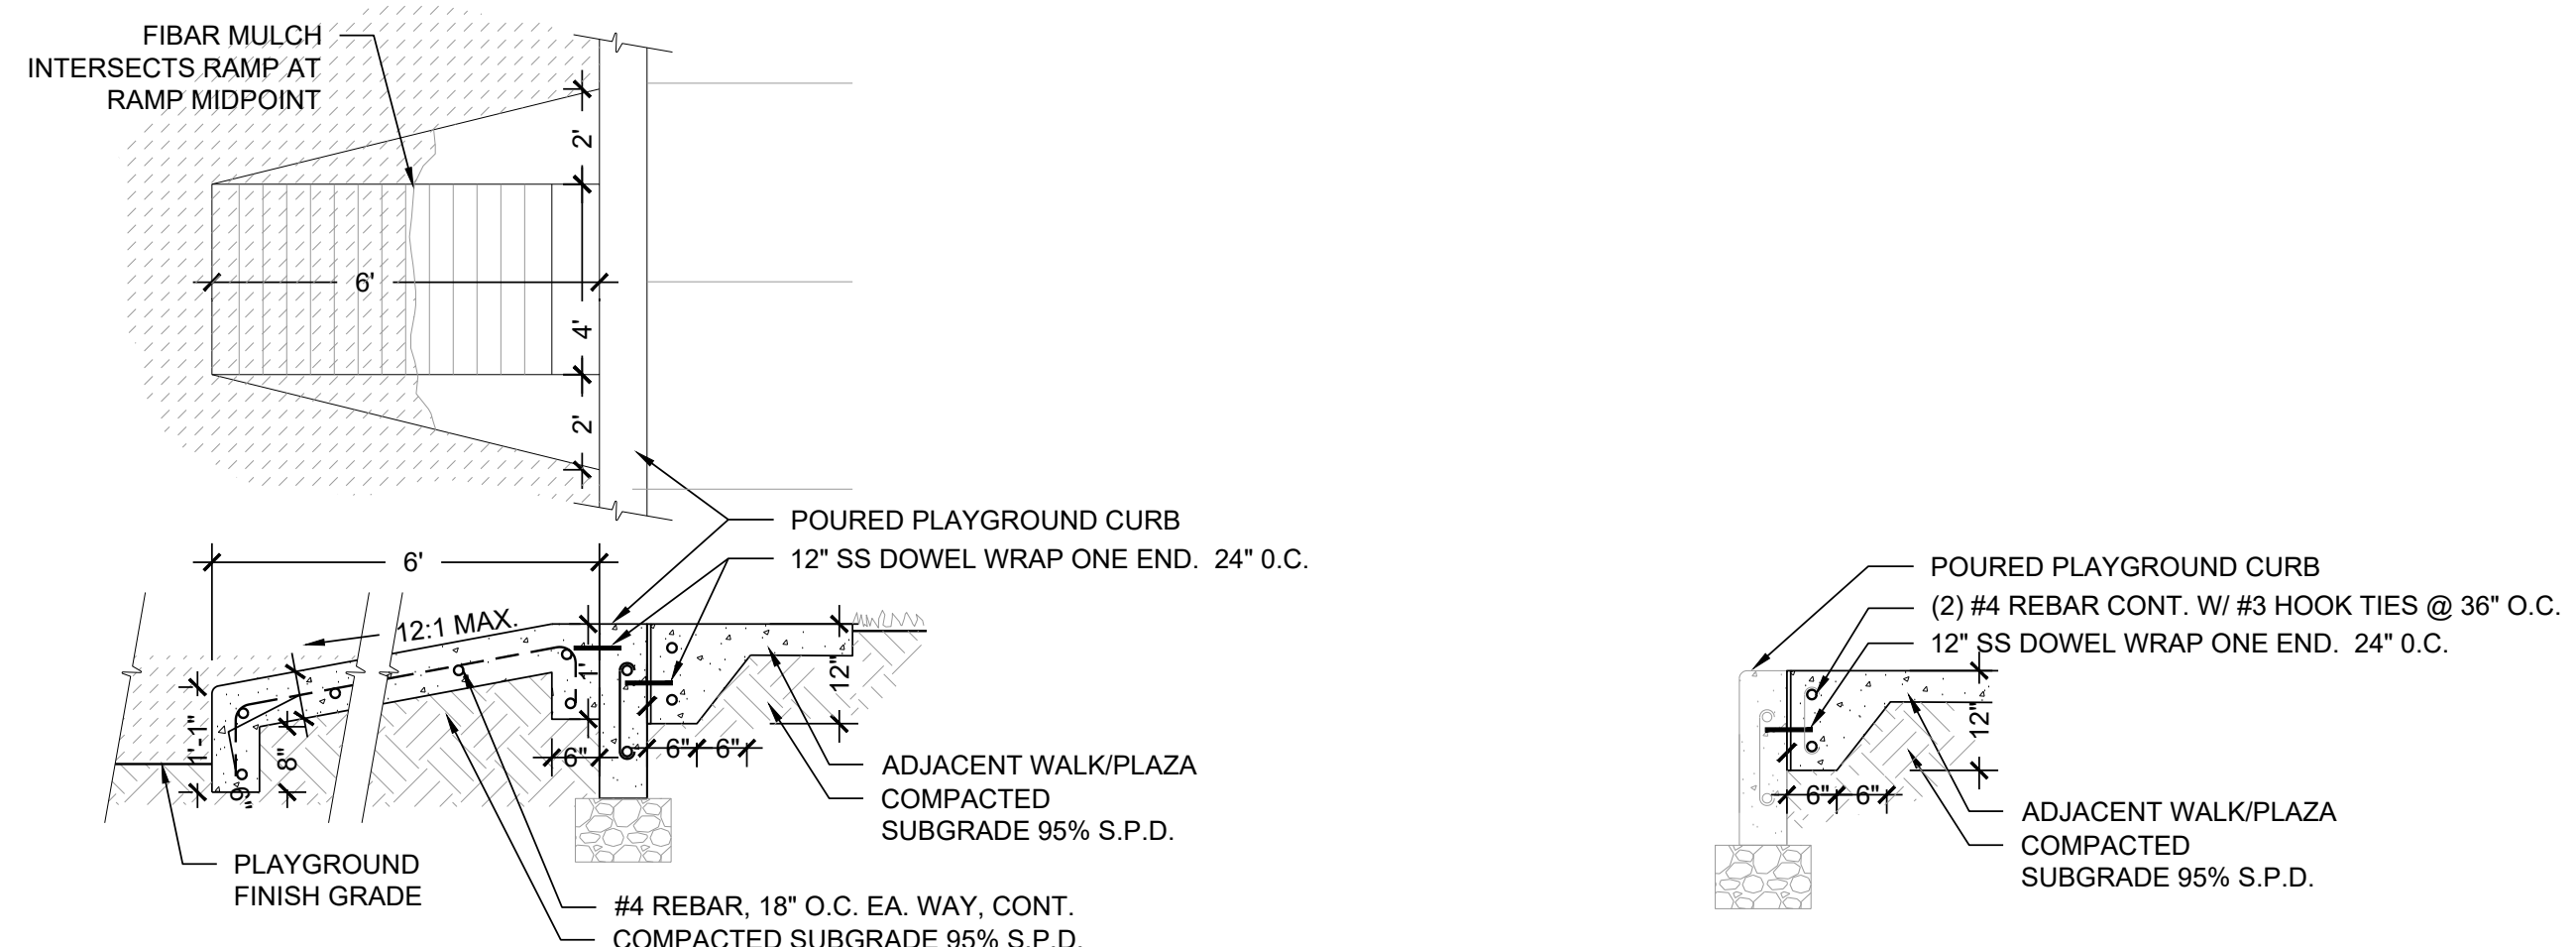 FIBAR MULCH
INTERSECTS RAMP AT
RAMP MIDPOINT
2'
6'
4'
2'
POURED PLAYGROUND CURB
12" SS DOWEL WRAP ONE END.  24" 0.C.
6'
12:1 MAX.
1'
12"
1'-1"
8"
6"
6"
6"
6"
ADJACENT WALK/PLAZA
COMPACTED
SUBGRADE 95% S.P.D.
PLAYGROUND
FINISH GRADE
#4 REBAR, 18" O.C. EA. WAY, CONT.
COMPACTED SUBGRADE 95% S.P.D.
POURED PLAYGROUND CURB
(2) #4 REBAR CONT. W/ #3 HOOK TIES @ 36" O.C.
12" SS DOWEL WRAP ONE END.  24" 0.C.
12"
6"
6"
ADJACENT WALK/PLAZA
COMPACTED
SUBGRADE 95% S.P.D.